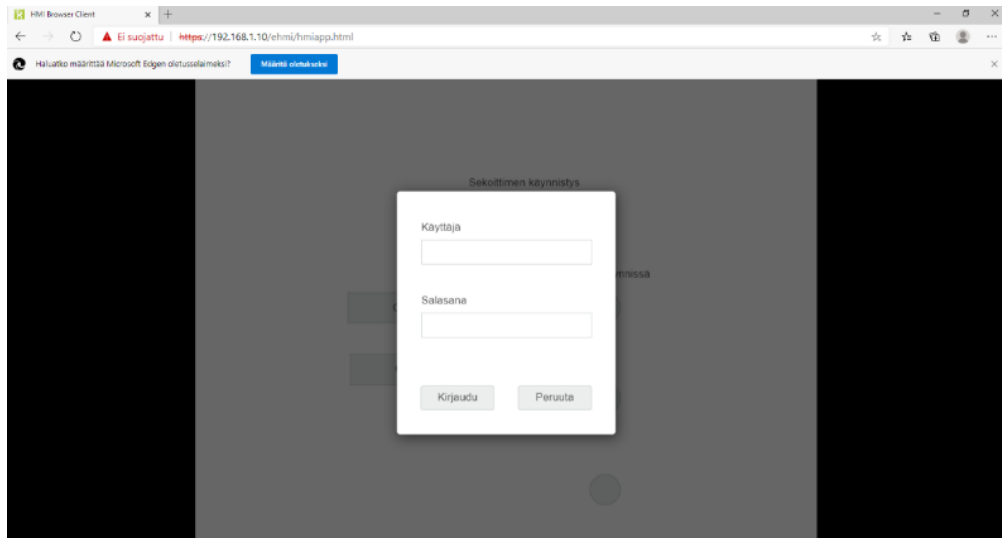 HMI Browser Client
Ei suojattu | https://192.168.1.10/ehmi/hmiapp.html
Haluatko määrittää Microsoft Edgen oletusselaimeksi? Määritä oletukseksi
Sekoittimen käynnistys
Käyttäjä
nnissä
Salasana
Kirjaudu Peruuta